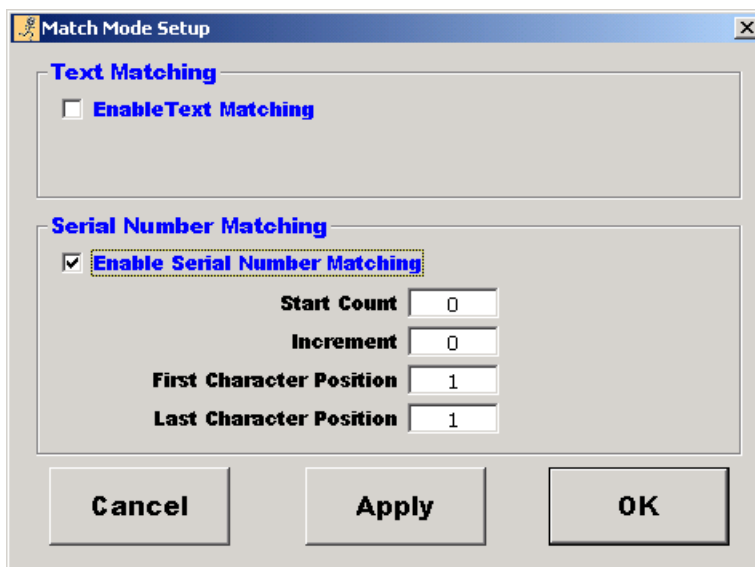 Match Mode Setup
Text Matching
EnableText Matching
Serial Number Matching
Enable Serial Number Matching
Start Count 0
Increment 0
First Character Position 1
Last Character Position 1
Cancel Apply OK